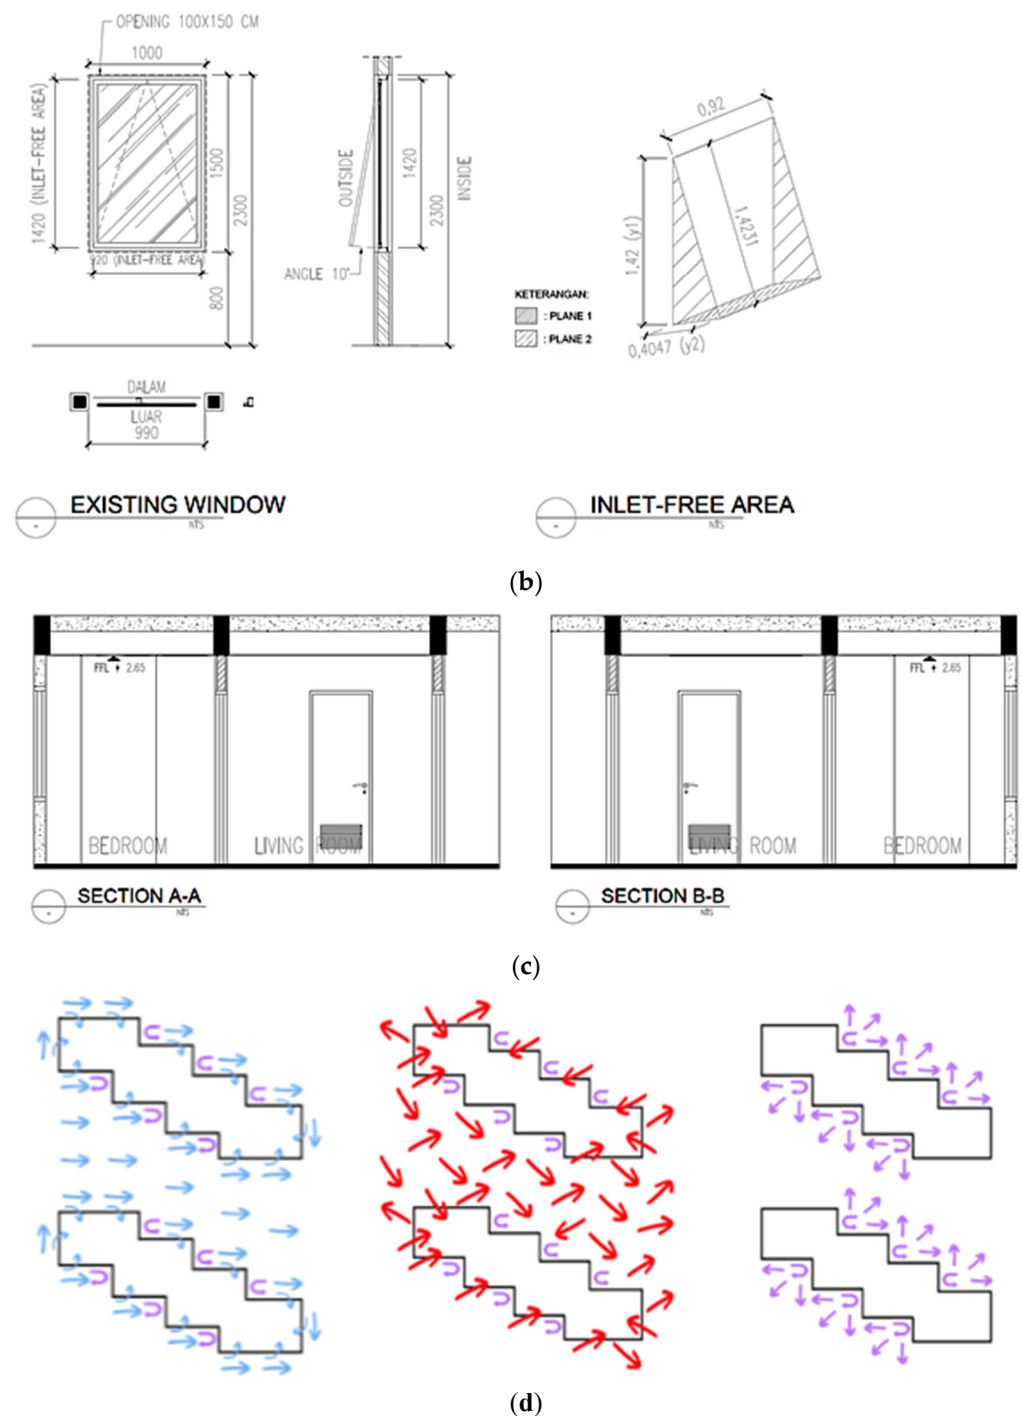 OPENING 100X150 CM
1000
1420 (INLET-FREE AREA)
1500
2300
920 (INLET-FREE AREA)
800
OUTSIDE
1420
2300
INSIDE
ANGLE 10°
DALAM
LUAR
990
0,92
1,42 (y1)
1,4231
0,4047 (y2)
KETERANGAN:
: PLANE 1
: PLANE 2
EXISTING WINDOW
NTS
INLET-FREE AREA
NTS
(b)
FFL 2.65
BEDROOM
LIVING ROOM
SECTION A-A
NTS
FFL 2.65
LIVING ROOM
BEDROOM
SECTION B-B
NTS
(c)
(d)